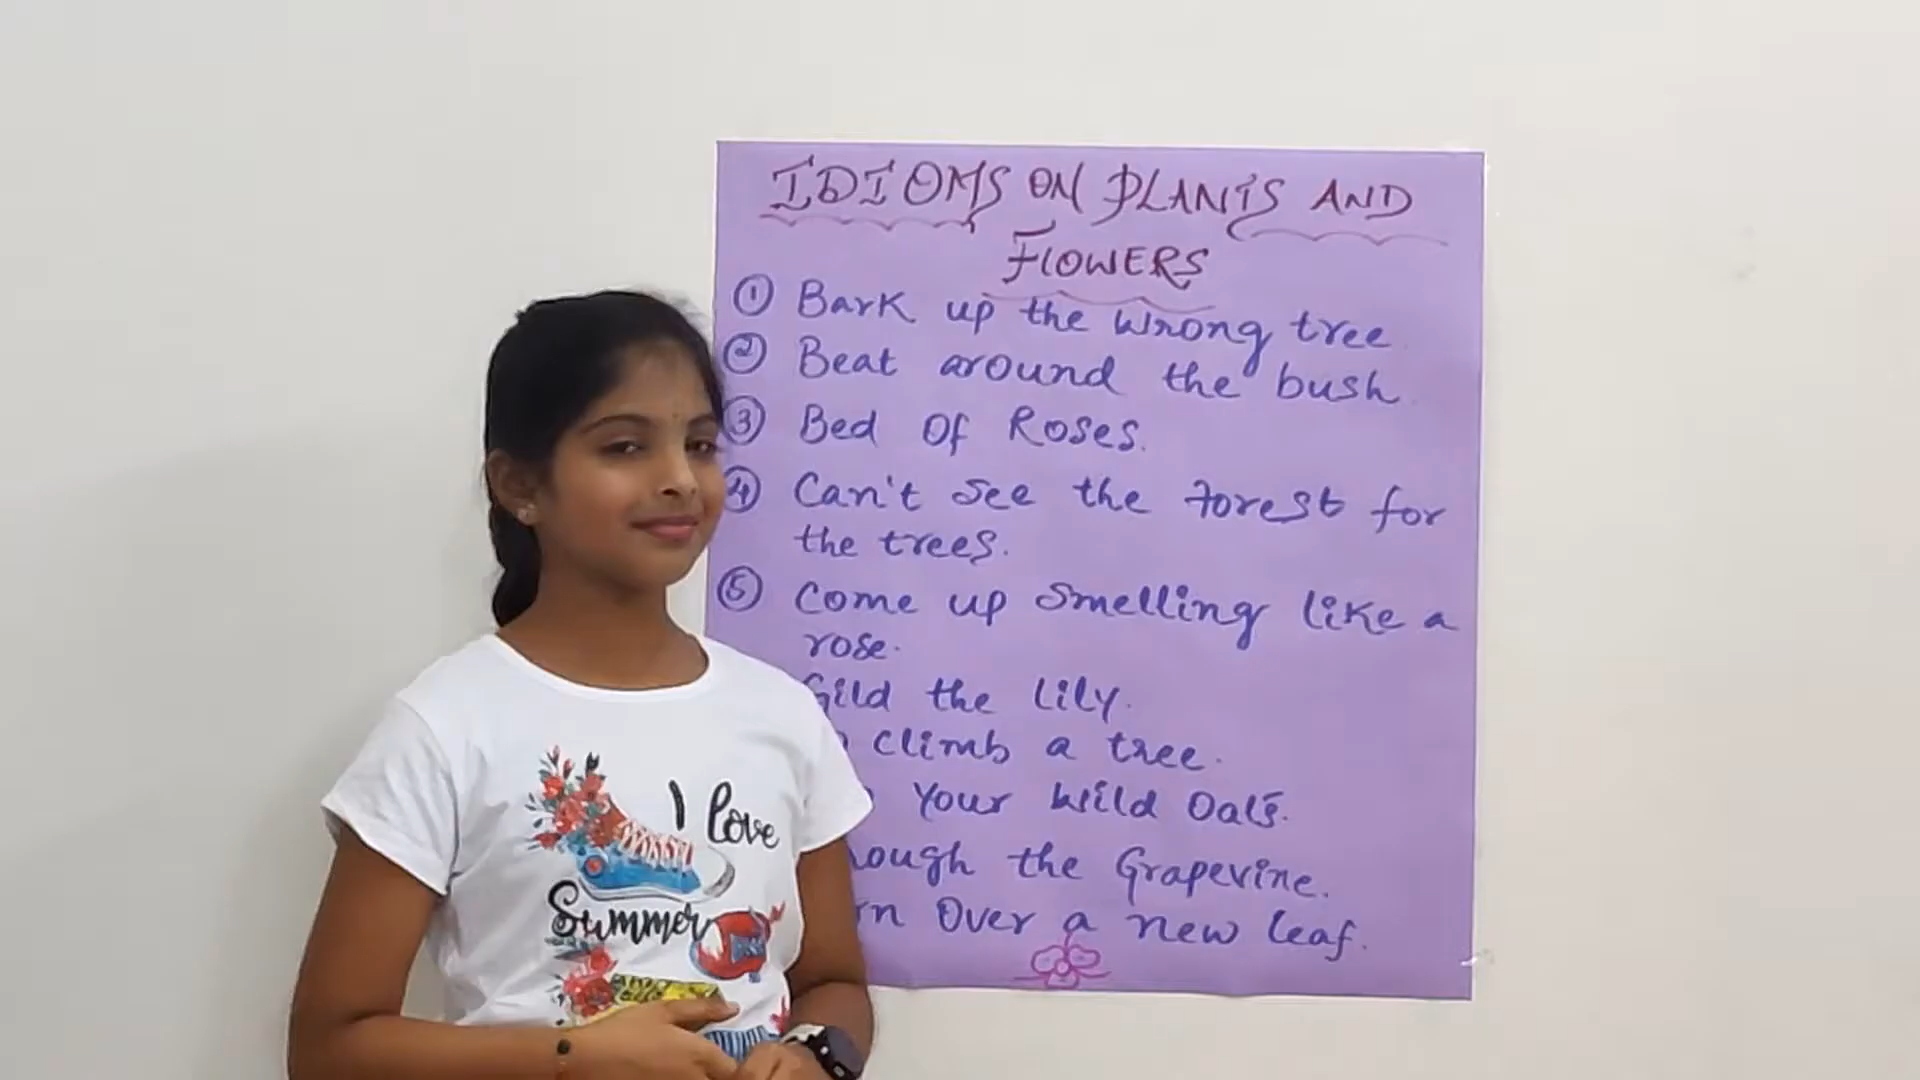 IDIOMS ON PLANTS AND
FLOWERS
1 Bark up the wrong tree
2 Beat around the bush
3 Bed Of Roses.
4 Can't see the forest for
the trees.
5 Come up smelling like a
rose.
Gild the lily.
climb a tree.
Your Wild Oats.
the Grapevine.
Over a new leaf.
I love
Summer